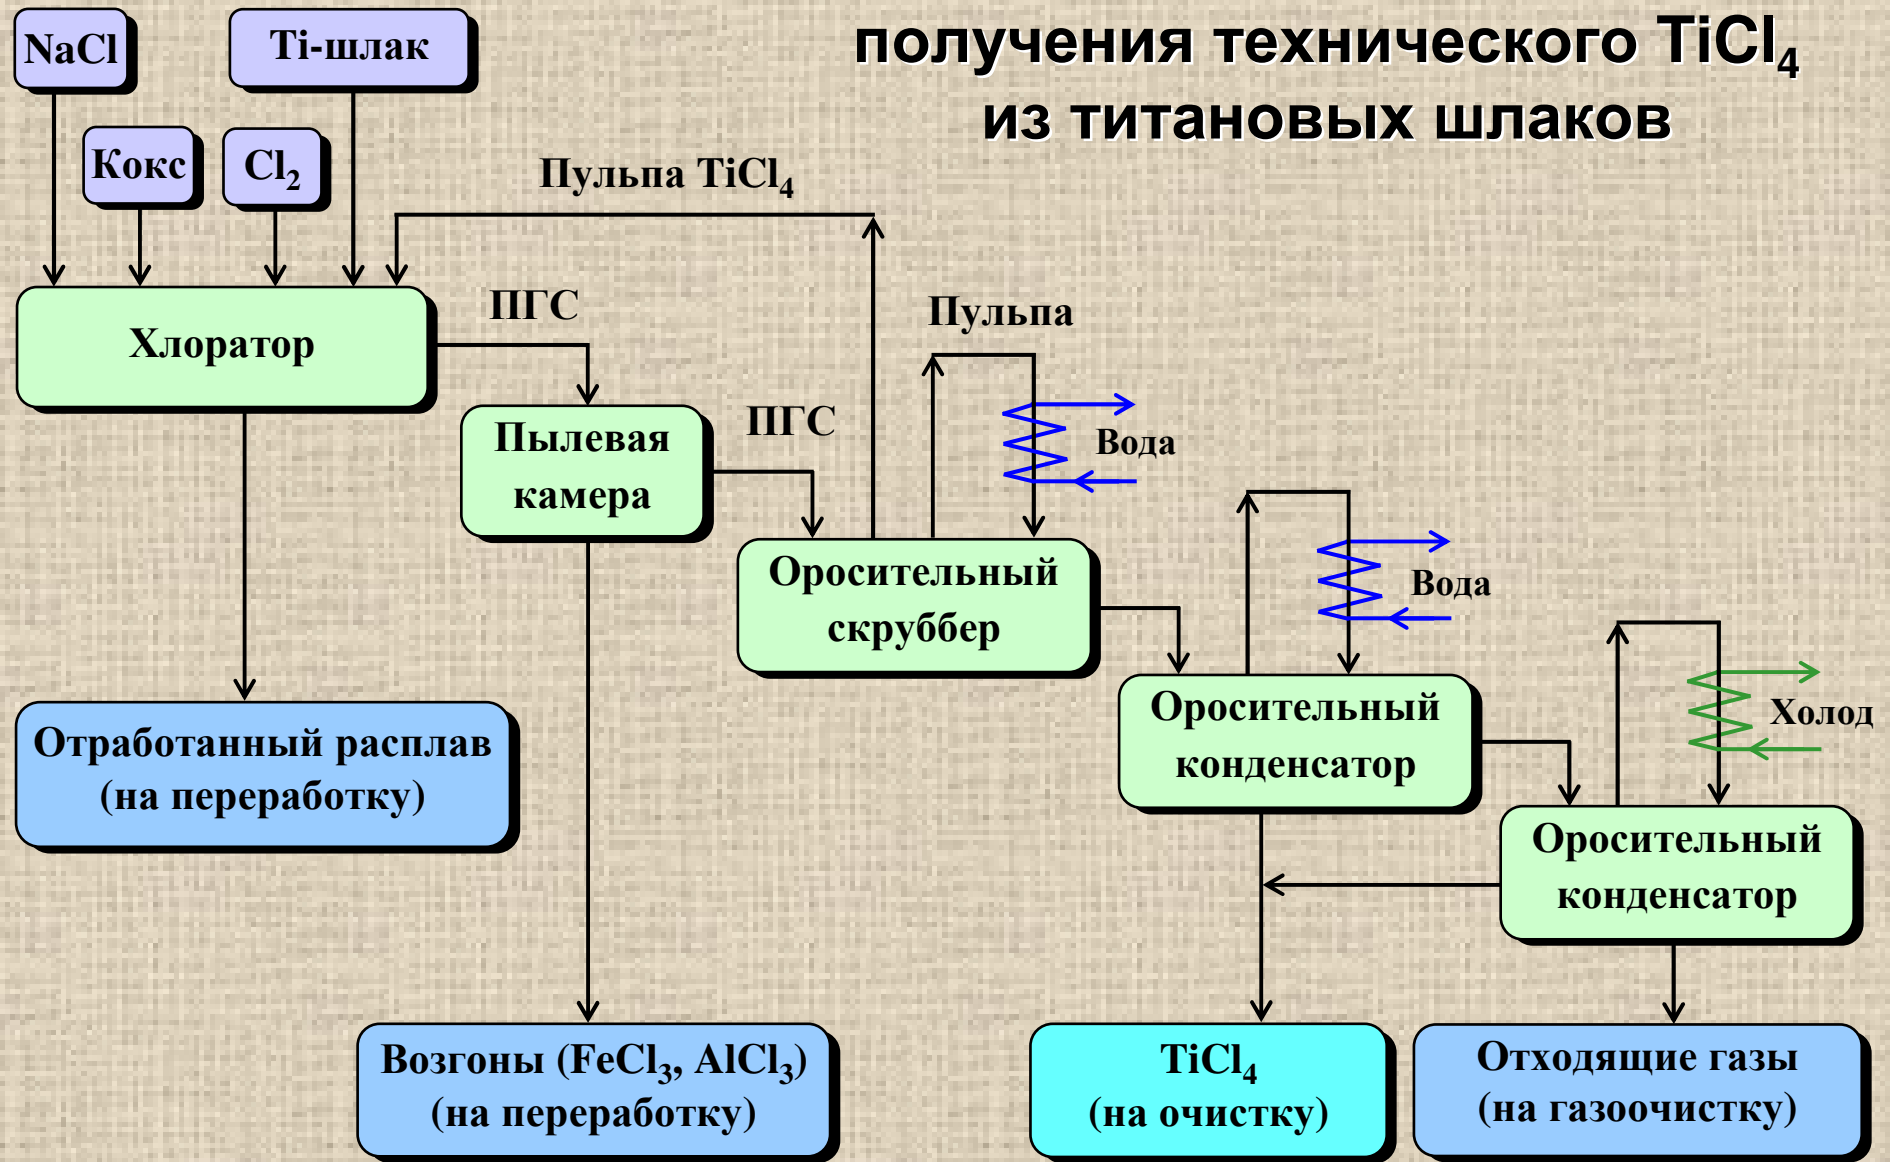 получения технического TiCl₄
из титановых шлаков
NaCl
Ti-шлак
Кокс
Cl₂
Пульпа TiCl₄
Хлоратор
ПГС
Пульпа
Пылевая
камера
ПГС
Вода
Оросительный
скруббер
Вода
Оросительный
конденсатор
Холод
Отработанный расплав
(на переработку)
Оросительный
конденсатор
Возгоны (FeCl₃, AlCl₃)
(на переработку)
TiCl₄
(на очистку)
Отходящие газы
(на газоочистку)